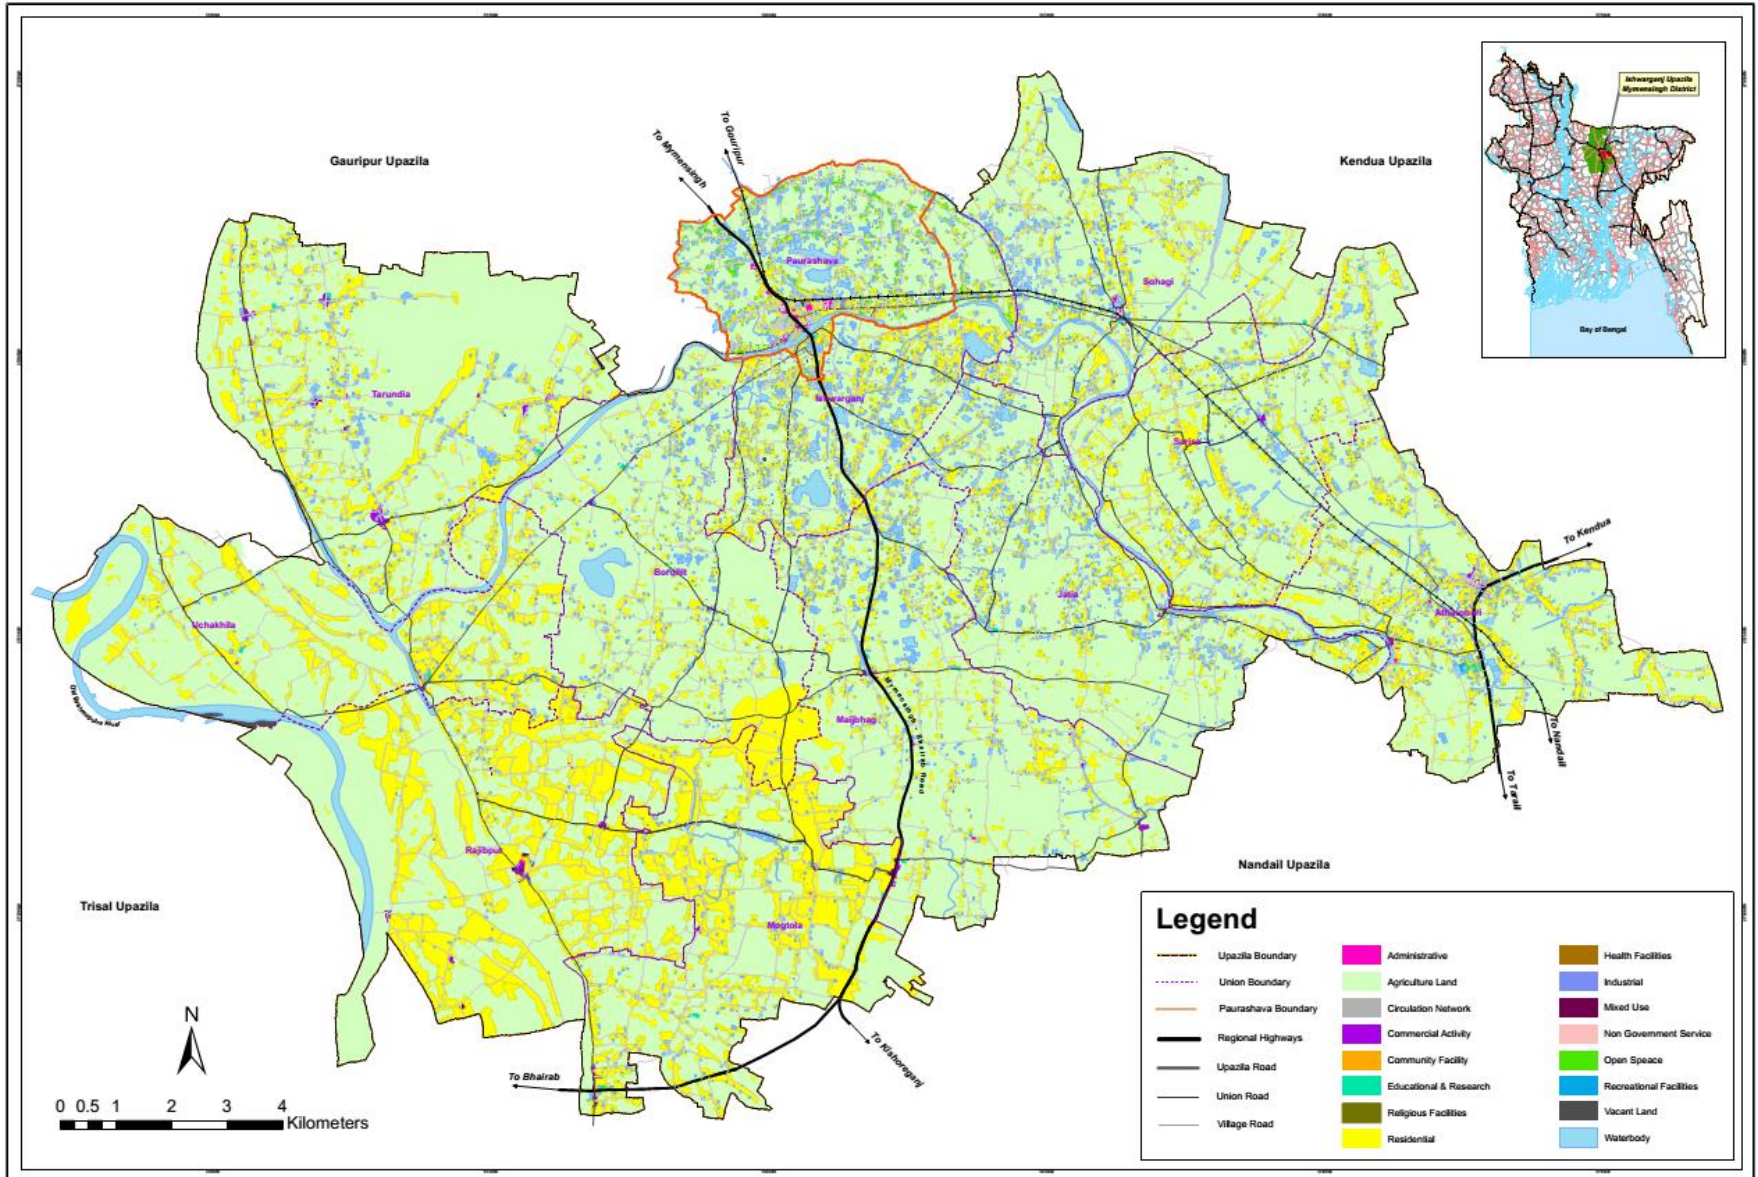 Gauripur Upazila
To Mymensingh
To Gouripur
Kendua Upazila
Ishwarganj Upazila
Mymensingh District
Bay of Bengal
Paurashava
Sohagi
Tarundia
Ishwarganj
Sarisa
To Kendua
Borohit
Jatia
Uchakhila
Atharobari
Maijbhag
Mymensingh - Bhairab Road
To Nandail
To Tarail
Rajibpur
Mogtola
Nandail Upazila
Trisal Upazila
To Kishoreganj
To Bhairab
N
0 0.5 1 2 3 4
Kilometers
Legend
Upazila Boundary
Union Boundary
Paurashava Boundary
Regional Highways
Upazila Road
Union Road
Village Road
Administrative
Agriculture Land
Circulation Network
Commercial Activity
Community Facility
Educational & Research
Religious Facilities
Residential
Health Facilities
Industrial
Mixed Use
Non Government Service
Open Speace
Recreational Facilities
Vacant Land
Waterbody